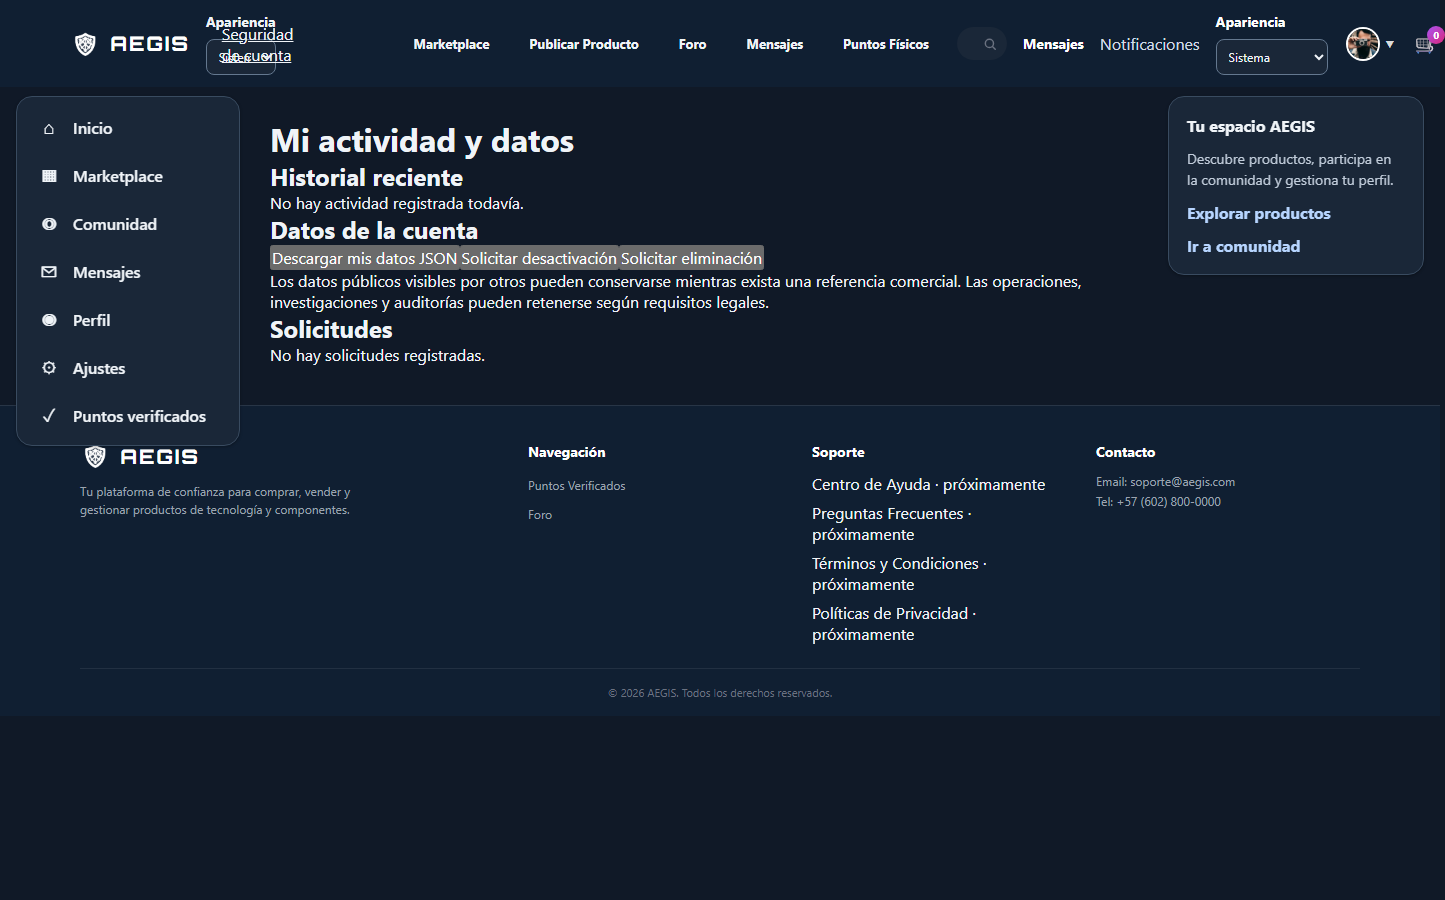 AEGIS
Apariencia
Seguridad
de cuenta
Marketplace
Publicar Producto
Foro
Mensajes
Puntos Físicos
Mensajes
Notificaciones
Apariencia
Sistema
0
Inicio
Marketplace
Comunidad
Mensajes
Perfil
Ajustes
Puntos verificados
Mi actividad y datos
Historial reciente
No hay actividad registrada todavía.
Datos de la cuenta
Descargar mis datos JSON Solicitar desactivación Solicitar eliminación
Los datos públicos visibles por otros pueden conservarse mientras exista una referencia comercial. Las operaciones,
investigaciones y auditorías pueden retenerse según requisitos legales.
Solicitudes
No hay solicitudes registradas.
Tu espacio AEGIS
Descubre productos, participa en
la comunidad y gestiona tu perfil.
Explorar productos
Ir a comunidad
AEGIS
Tu plataforma de confianza para comprar, vender y
gestionar productos de tecnología y componentes.
Navegación
Puntos Verificados
Foro
Soporte
Centro de Ayuda · próximamente
Preguntas Frecuentes ·
próximamente
Términos y Condiciones ·
próximamente
Políticas de Privacidad ·
próximamente
Contacto
Email: soporte@aegis.com
Tel: +57 (602) 800-0000
© 2026 AEGIS. Todos los derechos reservados.